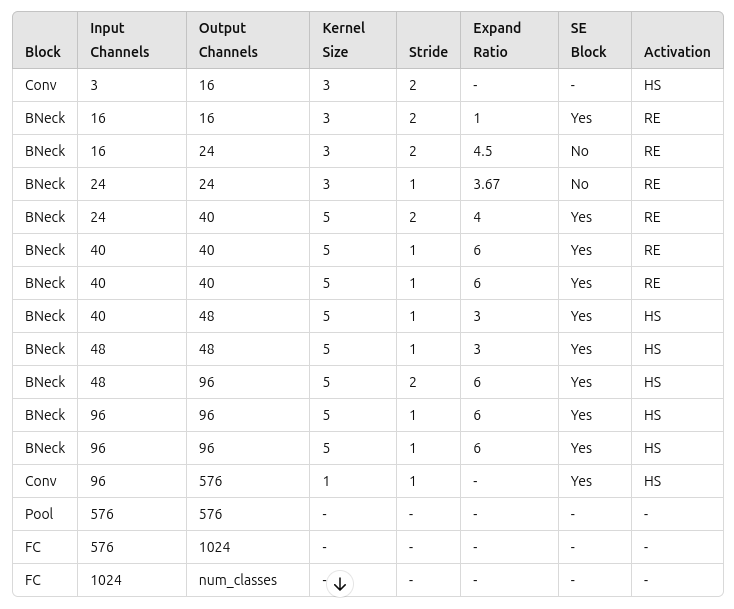 Block Input Channels Output Channels Kernel Size Stride Expand Ratio SE Block Activation
Conv 3 16 3 2 - - HS
BNeck 16 16 3 2 1 Yes RE
BNeck 16 24 3 2 4.5 No RE
BNeck 24 24 3 1 3.67 No RE
BNeck 24 40 5 2 4 Yes RE
BNeck 40 40 5 1 6 Yes RE
BNeck 40 40 5 1 6 Yes RE
BNeck 40 48 5 1 3 Yes HS
BNeck 48 48 5 1 3 Yes HS
BNeck 48 96 5 2 6 Yes HS
BNeck 96 96 5 1 6 Yes HS
BNeck 96 96 5 1 6 Yes HS
Conv 96 576 1 1 - Yes HS
Pool 576 576 - - - - -
FC 576 1024 - - - - -
FC 1024 num_classes - - - - -